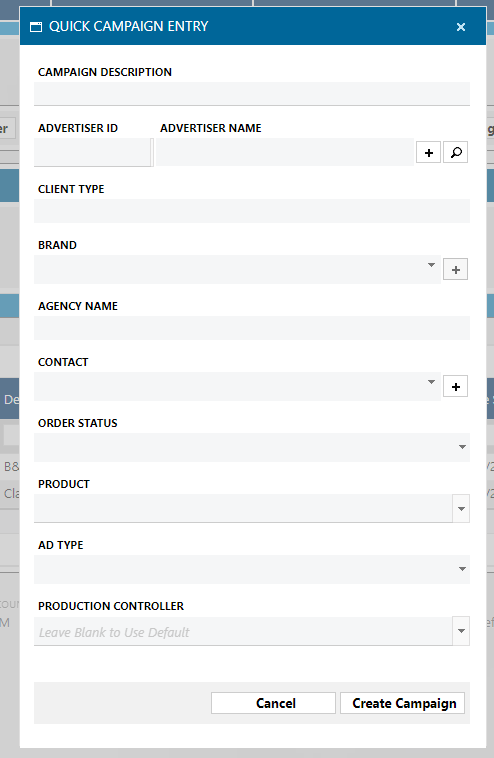 QUICK CAMPAIGN ENTRY
CAMPAIGN DESCRIPTION
ADVERTISER ID ADVERTISER NAME
CLIENT TYPE
BRAND
AGENCY NAME
CONTACT
ORDER STATUS
PRODUCT
AD TYPE
PRODUCTION CONTROLLER
Leave Blank to Use Default
Cancel Create Campaign